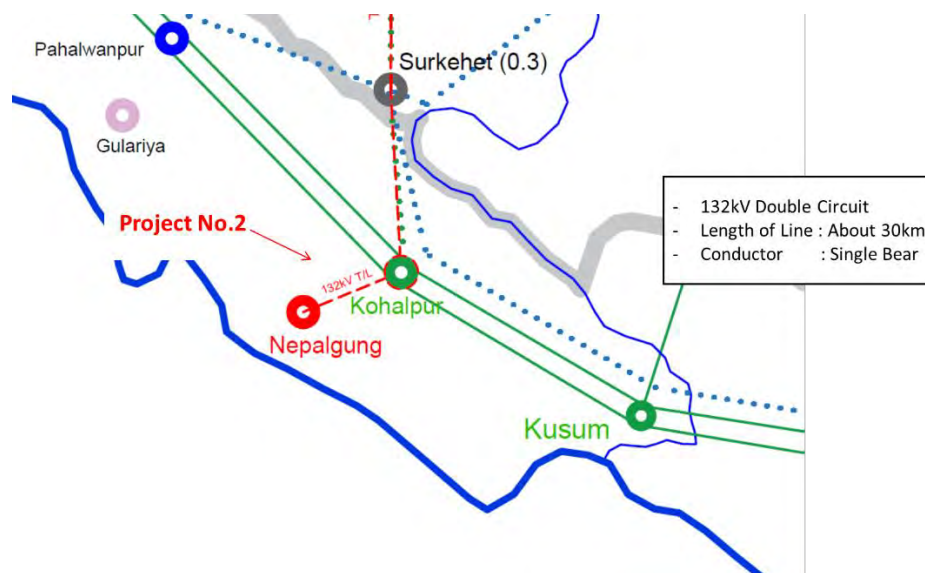 Pahalwanpur
Surkehet (0.3)
Gulariya
- 132kV Double Circuit
- Length of Line : About 30km
- Conductor : Single Bear
Project No.2
132kV T/L
Kohalpur
Nepalgung
Kusum